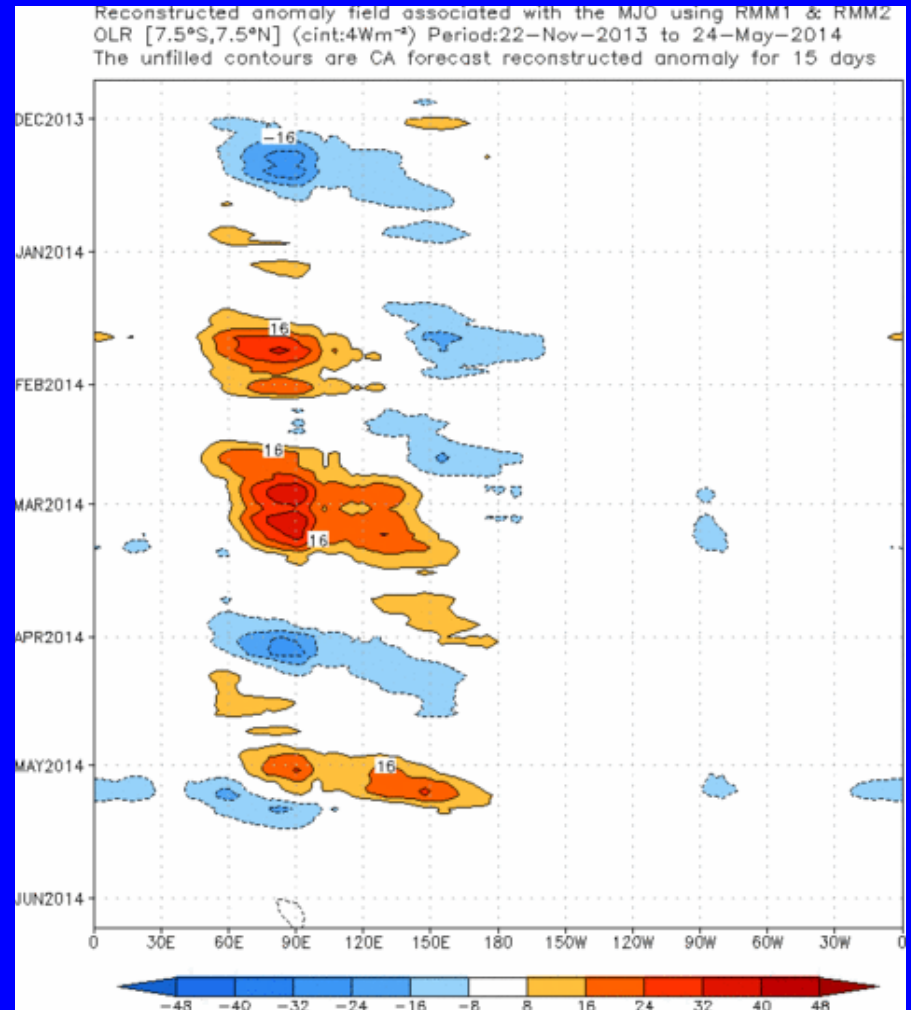 Reconstructed anomaly field associated with the MJO using RMM1 & RMM2
OLR [7.5°S,7.5°N] (cint:4Wm⁻²) Period:22-Nov-2013 to 24-May-2014
The unfilled contours are CA forecast reconstructed anomaly for 15 days
DEC2013
-16
JAN2014
16
FEB2014
16
MAR2014
16
APR2014
MAY2014
16
JUN2014
0 30E 60E 90E 120E 150E 180 150W 120W 90W 60W 30W 0
-48 -40 -32 -24 -16 -8 8 16 24 32 40 48